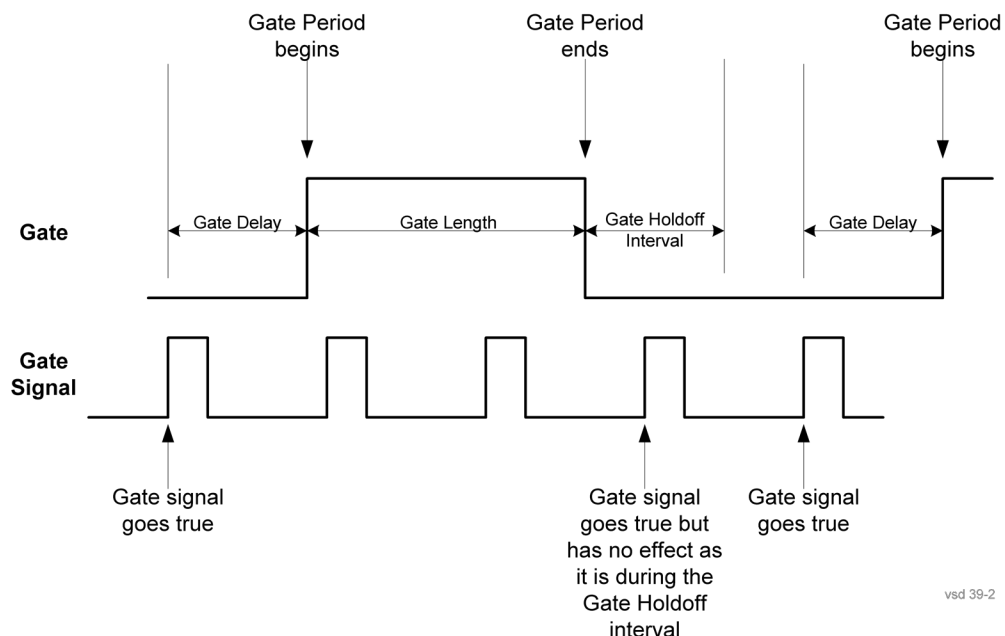 Gate Period
begins
Gate Period
ends
Gate Period
begins
Gate
Gate Delay
Gate Length
Gate Holdoff
Interval
Gate Delay
Gate
Signal
Gate signal
goes true
Gate signal
goes true but
has no effect as
it is during the
Gate Holdoff
interval
Gate signal
goes true
vsd 39-2